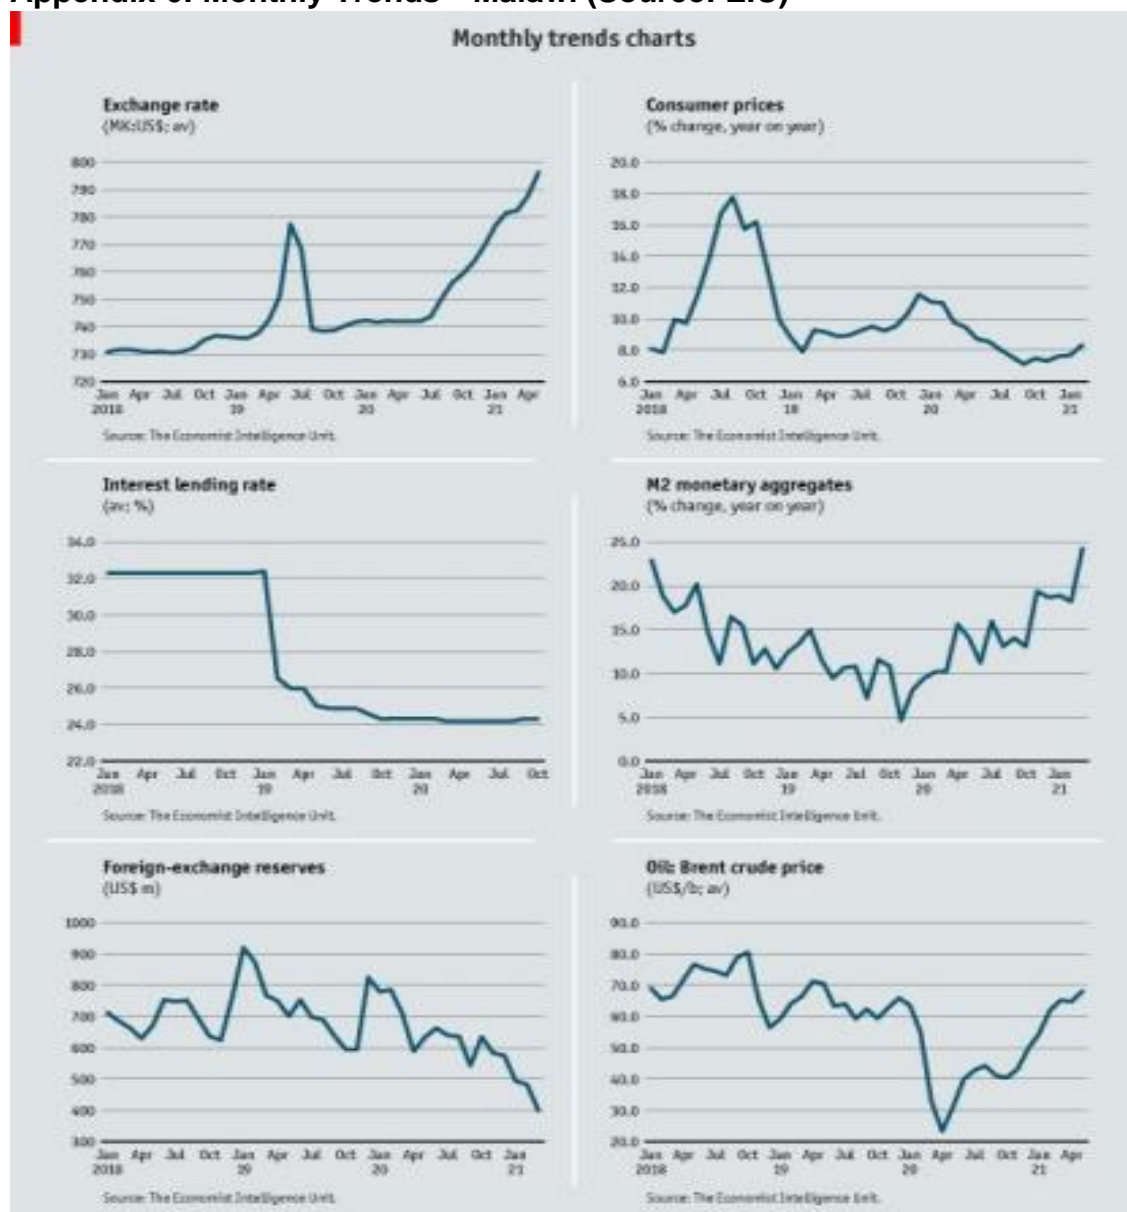 Monthly trends charts
Exchange rate
(MK:US$; av)
800
790
780
770
760
750
740
730
720
Jan Apr Jul Oct Jan Apr Jul Oct Jan Apr Jul Oct Jan Apr
2018 19 20 21
Source: The Economist Intelligence Unit.
Consumer prices
(% change, year on year)
20.0
18.0
16.0
14.0
12.0
10.0
8.0
6.0
Jan Apr Jul Oct Jan Apr Jul Oct Jan Apr Jul Oct Jan
2018 19 20 21
Source: The Economist Intelligence Unit.
Interest lending rate
(av; %)
34.0
32.0
30.0
28.0
26.0
24.0
22.0
Jan Apr Jul Oct Jan Apr Jul Oct Jan Apr Jul Oct
2018 19 20
Source: The Economist Intelligence Unit.
M2 monetary aggregates
(% change, year on year)
25.0
20.0
15.0
10.0
5.0
0.0
Jan Apr Jul Oct Jan Apr Jul Oct Jan Apr Jul Oct Jan
2018 19 20 21
Source: The Economist Intelligence Unit.
Foreign-exchange reserves
(US$ m)
1000
900
800
700
600
500
400
300
Jan Apr Jul Oct Jan Apr Jul Oct Jan Apr Jul Oct Jan
2018 19 20 21
Source: The Economist Intelligence Unit.
Oil: Brent crude price
(US$/b; av)
90.0
80.0
70.0
60.0
50.0
40.0
30.0
20.0
Jan Apr Jul Oct Jan Apr Jul Oct Jan Apr Jul Oct Jan Apr
2018 19 20 21
Source: The Economist Intelligence Unit.